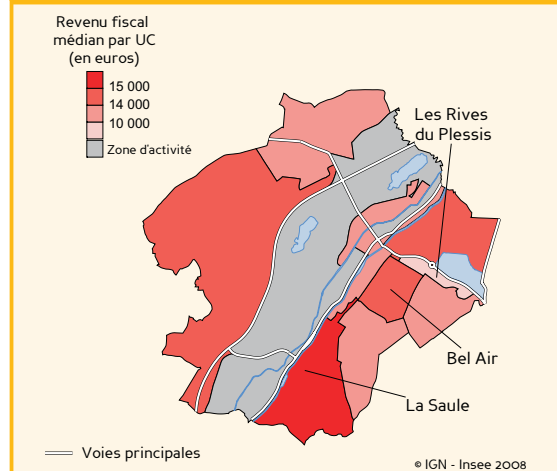 Revenu fiscal
médian par UC
(en euros)
15 000
14 000
10 000
Zone d'activité
Les Rives
du Plessis
Bel Air
La Saule
Voies principales
© IGN - Insee 2008